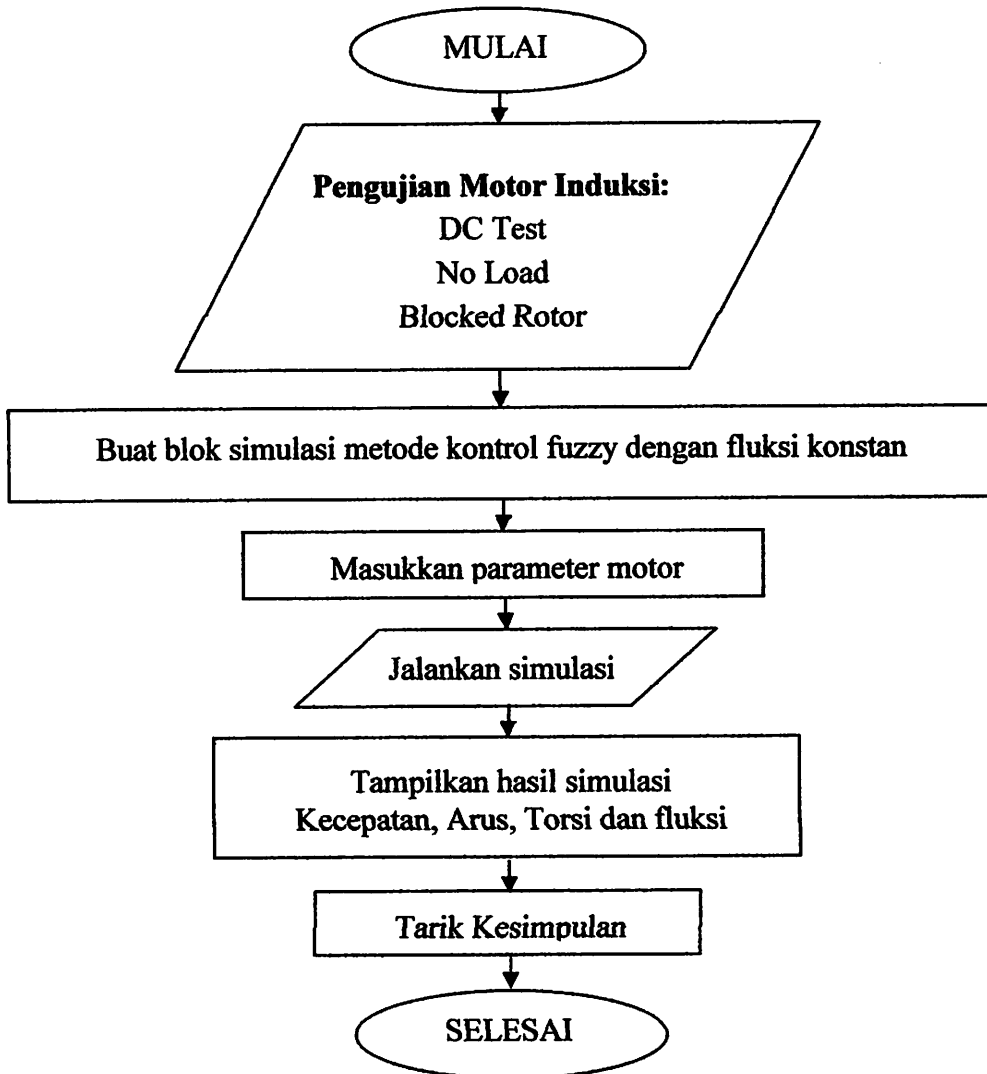 MULAI
Pengujian Motor Induksi:
DC Test
No Load
Blocked Rotor
Buat blok simulasi metode kontrol fuzzy dengan fluksi konstan
Masukkan parameter motor
Jalankan simulasi
Tampilkan hasil simulasi
Kecepatan, Arus, Torsi dan fluksi
Tarik Kesimpulan
SELESAI